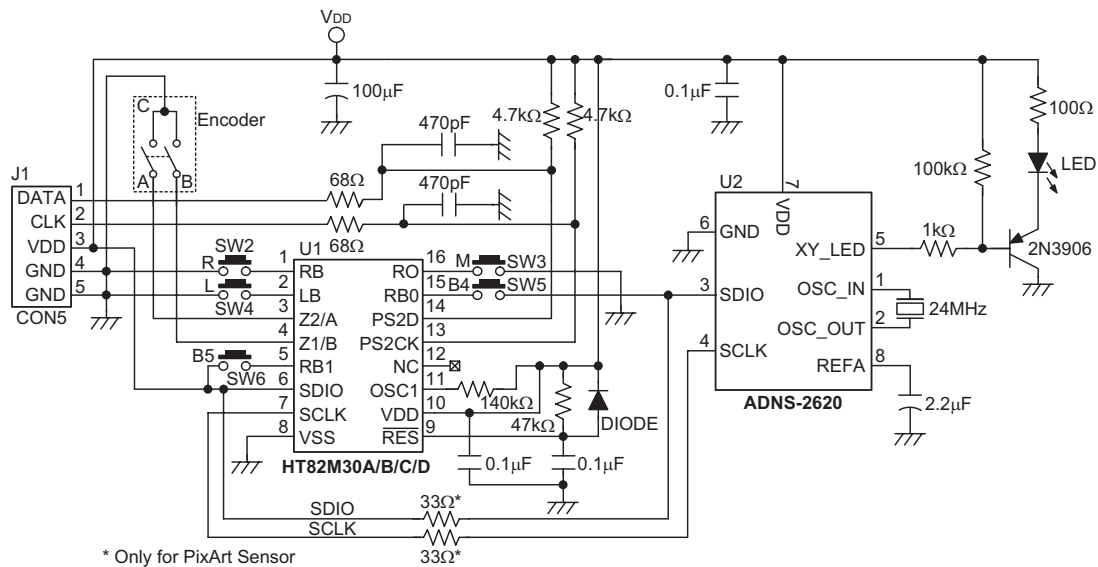 VDD
100µF
0.1µF
100Ω
C
Encoder
A
B
470pF
4.7kΩ
4.7kΩ
LED
100kΩ
J1
DATA
1
CLK
2
VDD
3
GND
4
GND
5
CON5
68Ω
470pF
68Ω
U2
7
VDD
6
GND
XY_LED
5
1kΩ
2N3906
OSC_IN
1
24MHz
3
SDIO
OSC_OUT
2
4
SCLK
REFA
8
2.2µF
ADNS-2620
U1
R
SW2
1
RB
RO
16
M
SW3
L
SW4
2
LB
RB0
15
B4
SW5
3
Z2/A
PS2D
14
4
Z1/B
PS2CK
13
B5
SW6
5
RB1
NC
12
6
SDIO
OSC1
11
140kΩ
7
SCLK
VDD
10
47kΩ
DIODE
8
VSS
RES
9
HT82M30A/B/C/D
0.1µF
0.1µF
SDIO
33Ω*
SCLK
33Ω*
* Only for PixArt Sensor